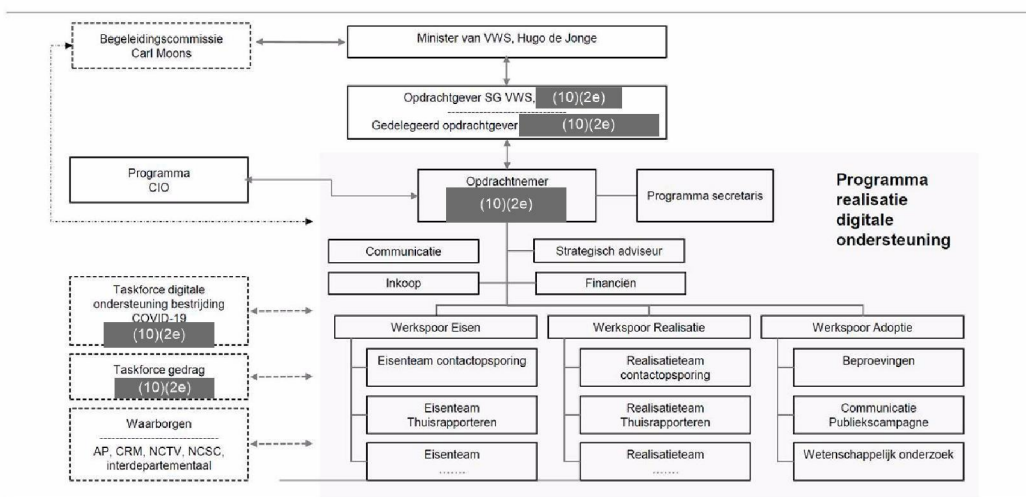 Begeleidingscommissie
Carl Moons
Minister van VWS, Hugo de Jonge
Opdrachtgever SG VWS, (10)(2e)
Gedelegeerd opdrachtgever (10)(2e)
Programma
CIO
Opdrachtnemer
(10)(2e)
Programma secretaris
Programma
realisatie
digitale
ondersteuning
Communicatie
Strategisch adviseur
Inkoop
Financiën
Taskforce digitale
ondersteuning bestrijding
COVID-19
(10)(2e)
Taskforce gedrag
(10)(2e)
Waarborgen
AP, CRM, NCTV, NCSC,
interdepartementaal
Werkspoor Eisen
Eisenteam contactopsporing
Eisenteam
Thuisrapporteren
Eisenteam
.......
Werkspoor Realisatie
Realisatieteam
contactopsporing
Realisatieteam
Thuisrapporteren
Realisatieteam
.......
Werkspoor Adoptie
Beproevingen
Communicatie
Publiekscampagne
Wetenschappelijk onderzoek